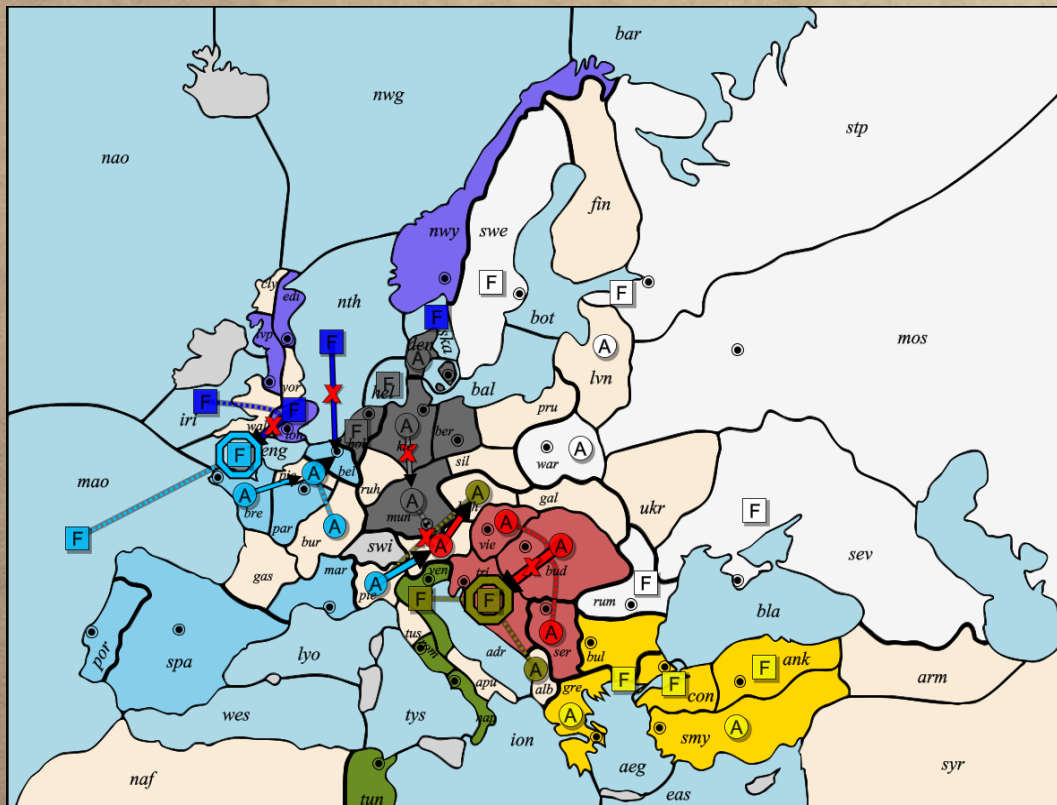 bar
nwg
stp
nao
fin
nwy
swe
cly
edi
nth
F
F
bot
mos
F
F
ska
lvp
den
A
A
lvn
yor
hel
F
bal
iri
F
F
pru
wal
lon
A
F
kie
ber
war
A
eng
F
bel
sil
mao
pic
A
ruh
A
mun
A
boh
gal
ukr
A
bre
par
A
F
sev
F
bur
swi
A
vie
A
A
bud
gas
mar
A
pie
ven
tri
F
F
rum
F
bla
por
spa
lyo
tus
rom
adr
A
ser
bul
apu
A
alb
gre
F
F
con
F
ank
arm
wes
tys
nap
ion
A
smy
A
aeg
syr
naf
tun
eas